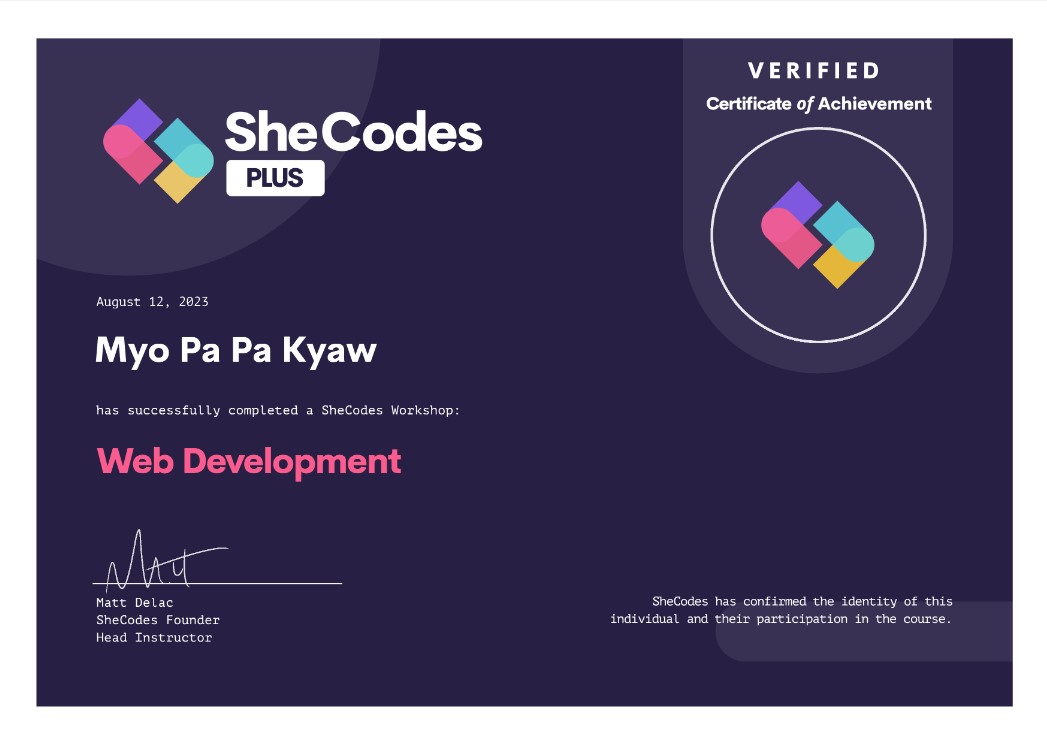 SheCodes
PLUS
VERIFIED
Certificate of Achievement
August 12, 2023
Myo Pa Pa Kyaw
has successfully completed a SheCodes Workshop:
Web Development
Matt
Matt Delac
SheCodes Founder
Head Instructor
SheCodes has confirmed the identity of this
individual and their participation in the course.